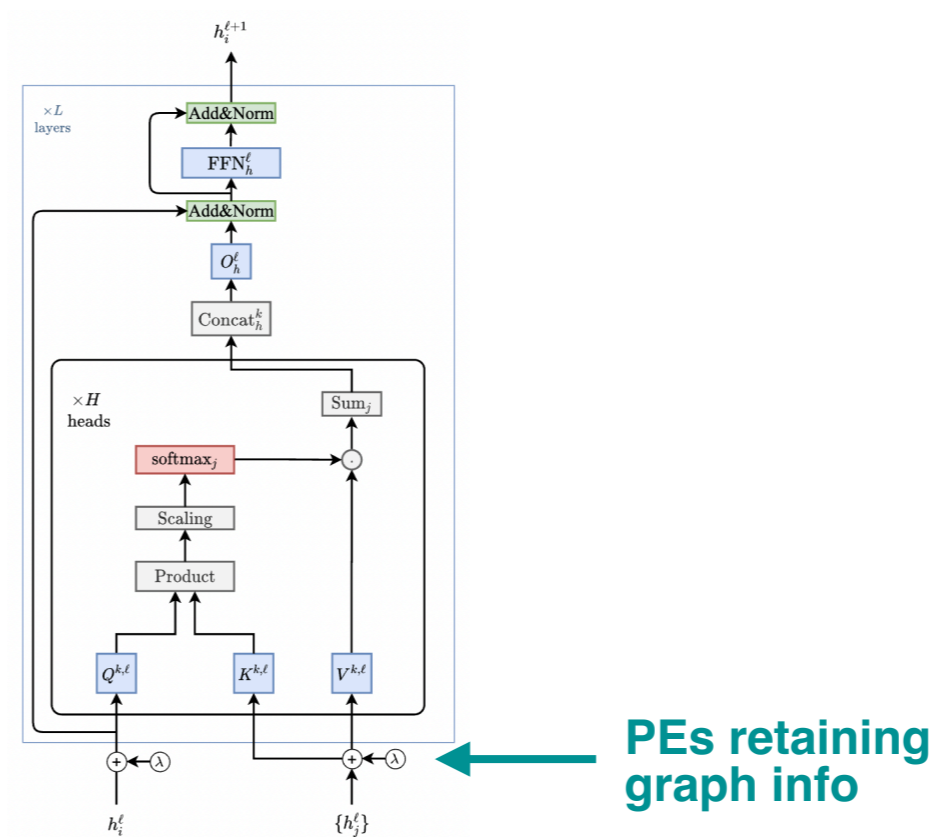 h_i^{ℓ+1}
×L
layers
Add&Norm
FFN_h^ℓ
Add&Norm
O_h^ℓ
Concat_h^k
×H
heads
Sum_j
softmax_j
·
Scaling
Product
Q^{k,ℓ} K^{k,ℓ} V^{k,ℓ}
+ λ + λ
h_i^ℓ {h_j^ℓ}
PEs retaining
graph info